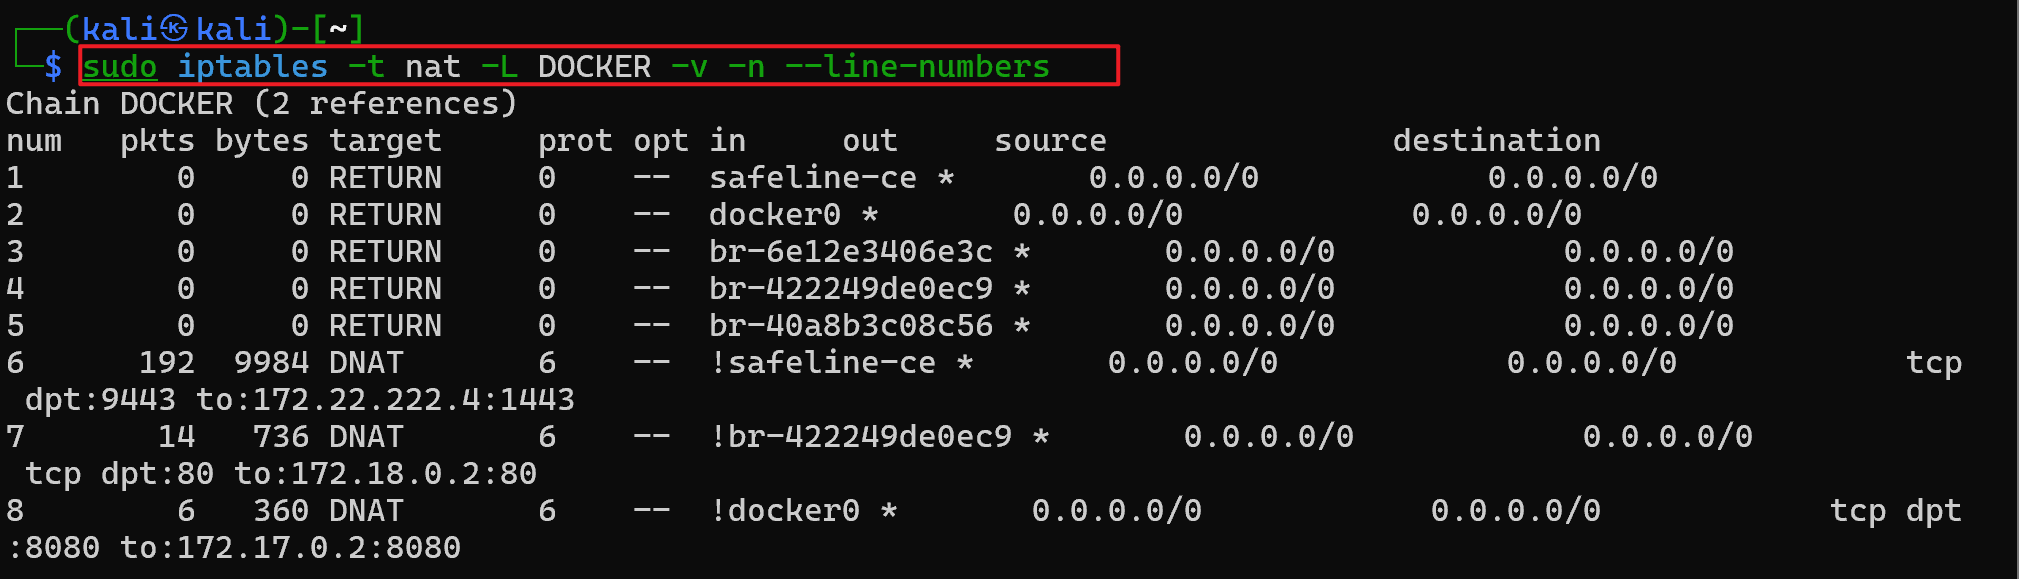 ┌──(kali㉿kali)-[~]
└─$ sudo iptables -t nat -L DOCKER -v -n --line-numbers
Chain DOCKER (2 references)
num   pkts bytes target     prot opt in     out     source               destination
1        0     0 RETURN     0    --  safeline-ce *       0.0.0.0/0            0.0.0.0/0
2        0     0 RETURN     0    --  docker0 *       0.0.0.0/0            0.0.0.0/0
3        0     0 RETURN     0    --  br-6e12e3406e3c *       0.0.0.0/0            0.0.0.0/0
4        0     0 RETURN     0    --  br-422249de0ec9 *       0.0.0.0/0            0.0.0.0/0
5        0     0 RETURN     0    --  br-40a8b3c08c56 *       0.0.0.0/0            0.0.0.0/0
6      192  9984 DNAT       6    --  !safeline-ce *       0.0.0.0/0            0.0.0.0/0            tcp
 dpt:9443 to:172.22.222.4:1443
7       14   736 DNAT       6    --  !br-422249de0ec9 *       0.0.0.0/0            0.0.0.0/0
 tcp dpt:80 to:172.18.0.2:80
8        6   360 DNAT       6    --  !docker0 *       0.0.0.0/0            0.0.0.0/0            tcp dpt
:8080 to:172.17.0.2:8080